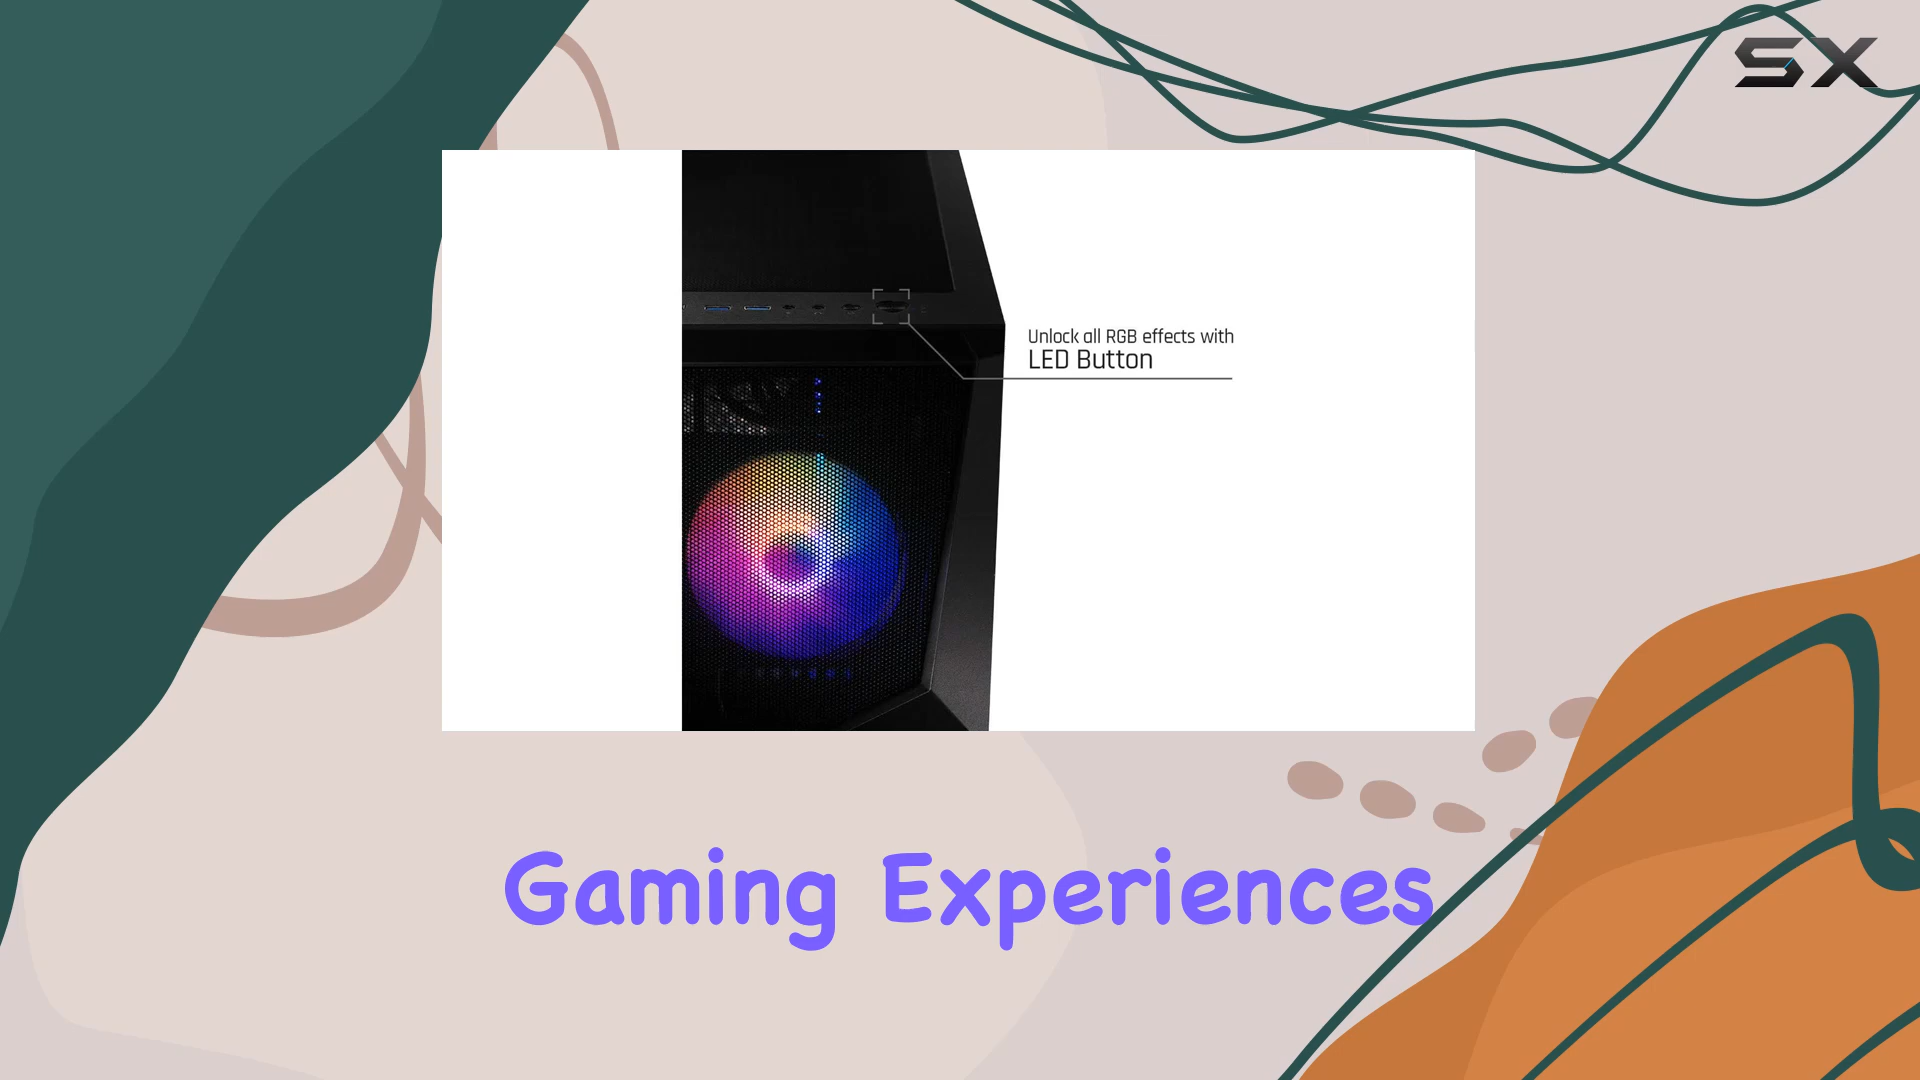 SX
Unlock all RGB effects with
LED Button
Gaming Experiences